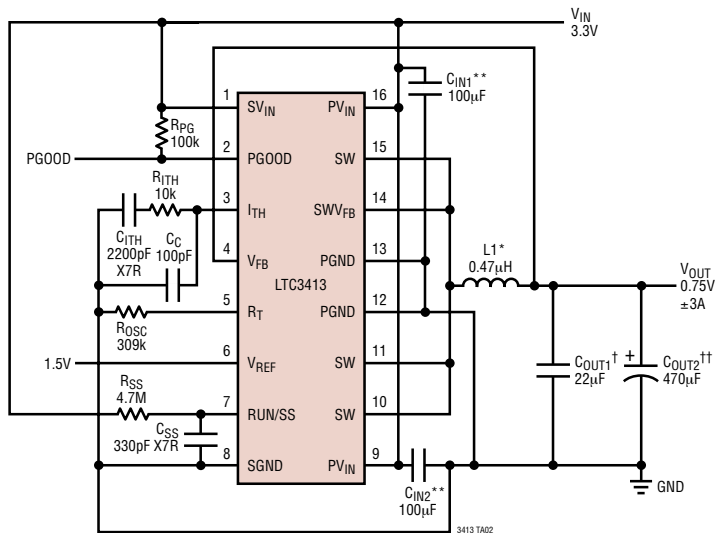 VIN
3.3V
CIN1**
100µF
1
SVIN
PVIN
16
RPG
100k
PGOOD
2
PGOOD
SW
15
RITH
10k
3
ITH
SWVFB
14
CITH
2200pF
X7R
CC
100pF
4
VFB
PGND
13
LTC3413
L1*
0.47µH
VOUT
0.75V
±3A
5
RT
PGND
12
ROSC
309k
1.5V
6
VREF
SW
11
COUT1†
22µF
+
COUT2††
470µF
RSS
4.7M
7
RUN/SS
SW
10
CSS
330pF X7R
8
SGND
PVIN
9
CIN2**
100µF
GND
3413 TA02